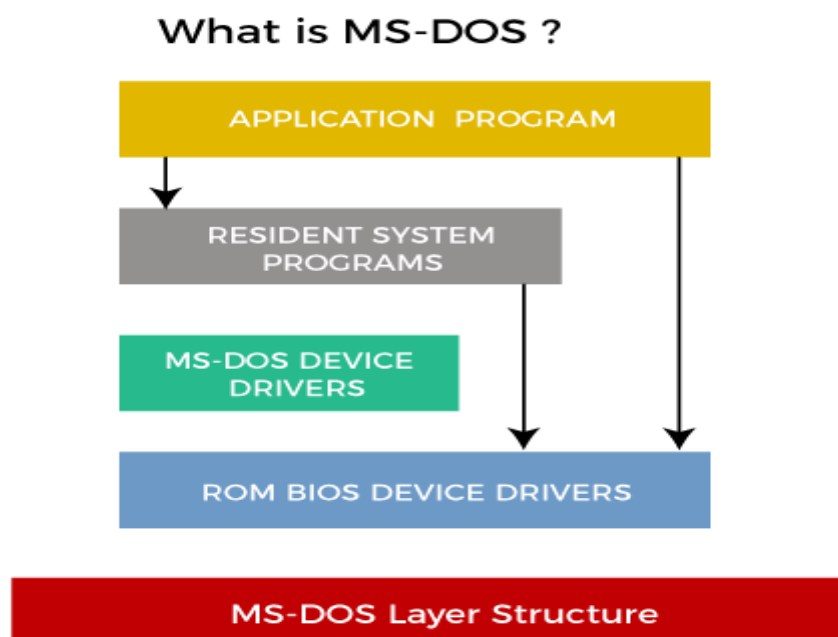 What is MS-DOS ?
APPLICATION PROGRAM
RESIDENT SYSTEM
PROGRAMS
MS-DOS DEVICE
DRIVERS
ROM BIOS DEVICE DRIVERS
MS-DOS Layer Structure